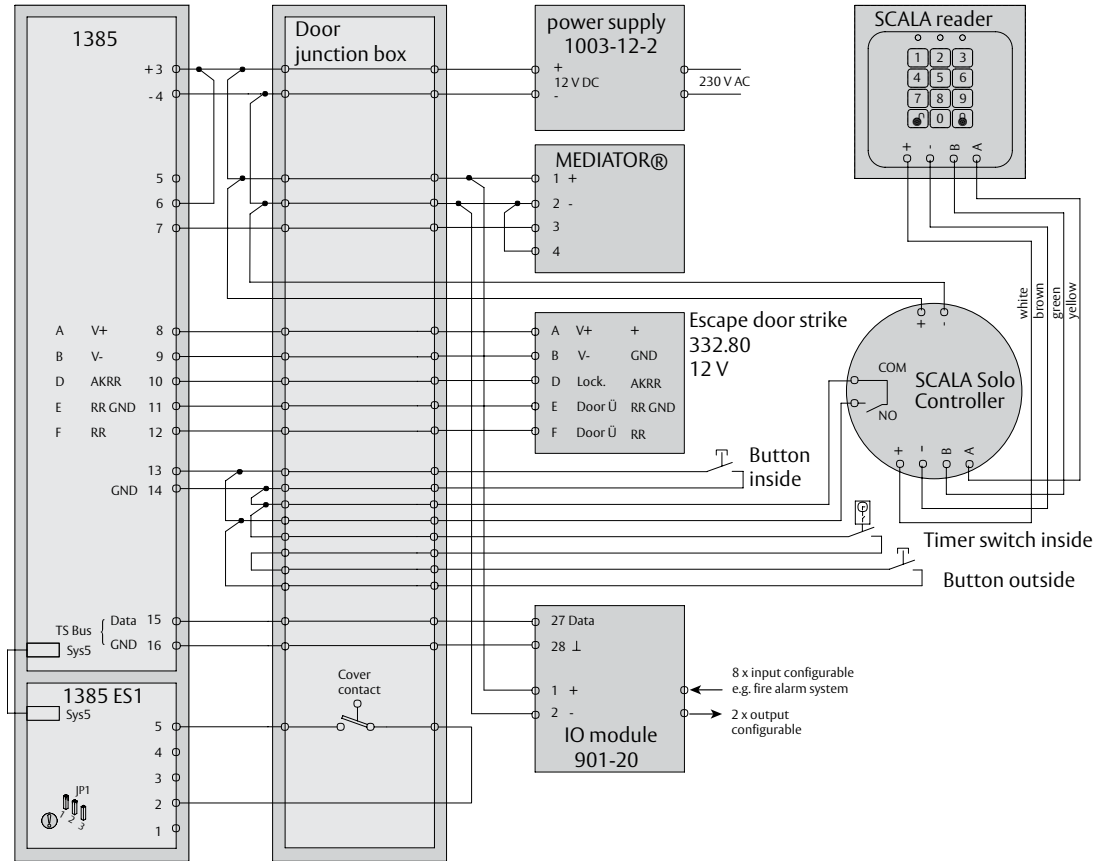 1385
+3
-4
5
6
7
A V+ 8
B V- 9
D AKRR 10
E RR GND 11
F RR 12
13
GND 14
TS Bus
Data 15
GND 16
Sys5
1385 ES1
Sys5
5
4
3
2
1
JP1
1
2
3
Door
junction box
Cover
contact
power supply
1003-12-2
+
12 V DC
-
230 V AC
MEDIATOR®
1 +
2 -
3
4
A V+ +
B V- GND
D Lock. AKRR
E Door Ü RR GND
F Door Ü RR
Escape door strike
332.80
12 V
Button
inside
Timer switch inside
Button outside
27 Data
28 ⊥
1 +
2 -
IO module
901-20
8 x input configurable
e.g. fire alarm system
2 x output
configurable
SCALA reader
1 2 3
4 5 6
7 8 9
0
+ - B A
white
brown
green
yellow
+ -
COM
NO
SCALA Solo
Controller
+ - B A